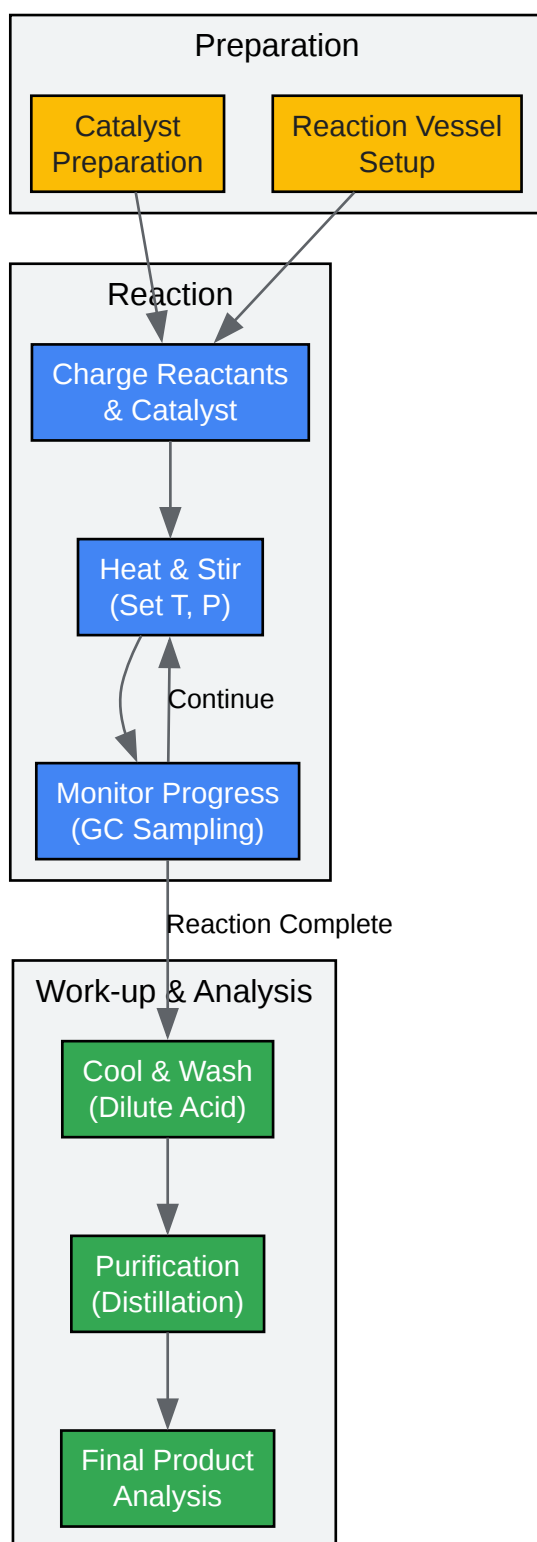 Preparation
Catalyst
Preparation
Reaction Vessel
Setup
Reaction
Charge Reactants
& Catalyst
Heat & Stir
(Set T, P)
Continue
Monitor Progress
(GC Sampling)
Reaction Complete
Work-up & Analysis
Cool & Wash
(Dilute Acid)
Purification
(Distillation)
Final Product
Analysis